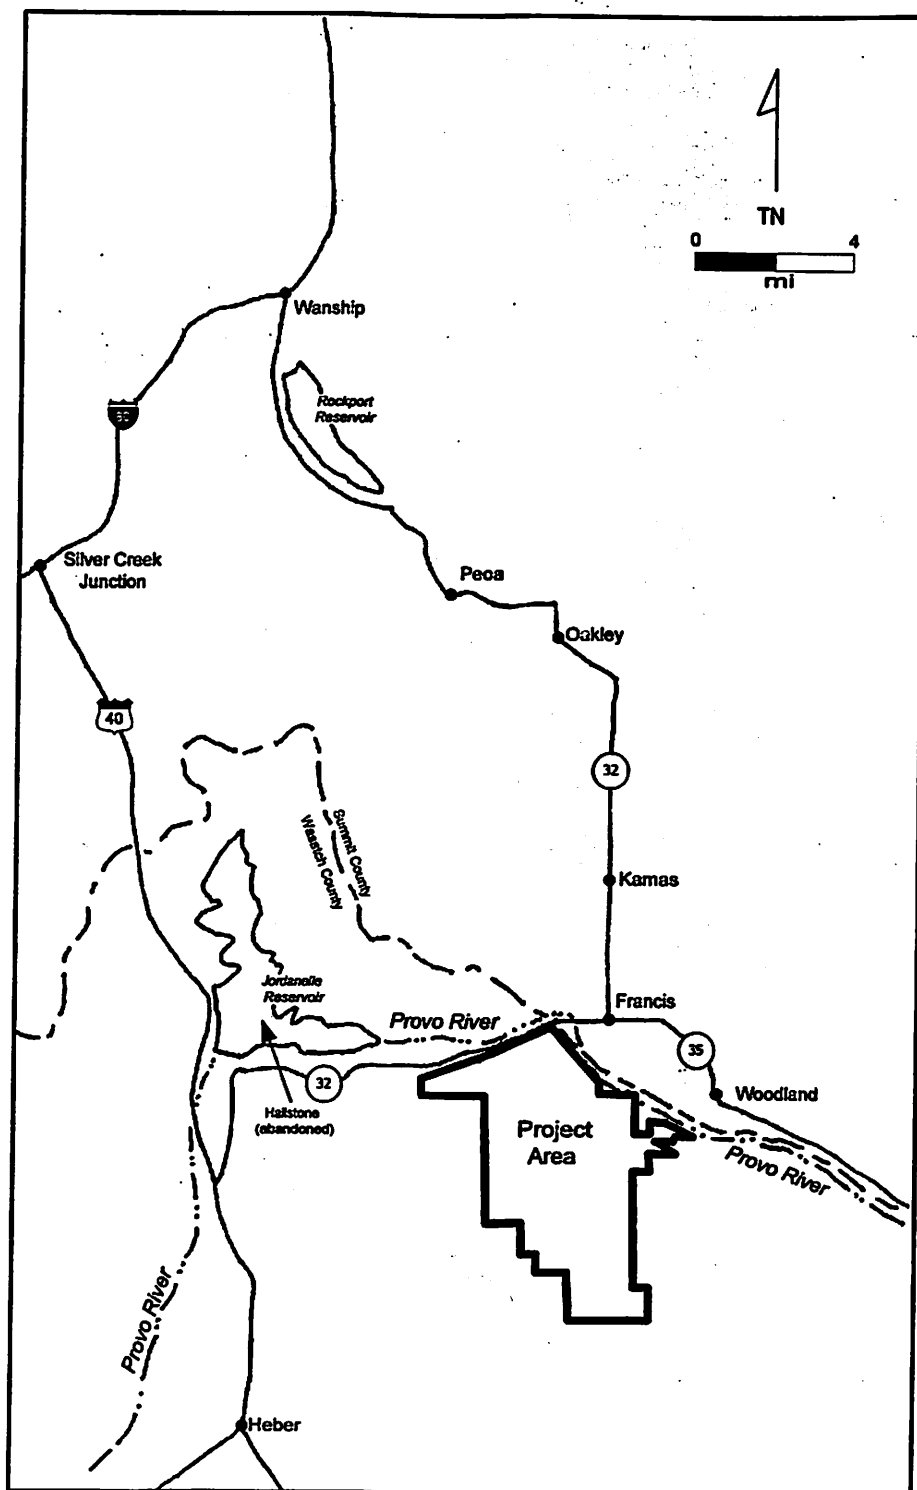 TN
0 4
mi
Wanship
Rockport
Reservoir
80
Silver Creek
Junction
Peoa
Oakley
40
32
Summit County
Wasatch County
Kamas
Jordanelle
Reservoir
Francis
Provo River
35
32
Woodland
Hailstone
(abandoned)
Project
Area
Provo River
Provo River
Heber